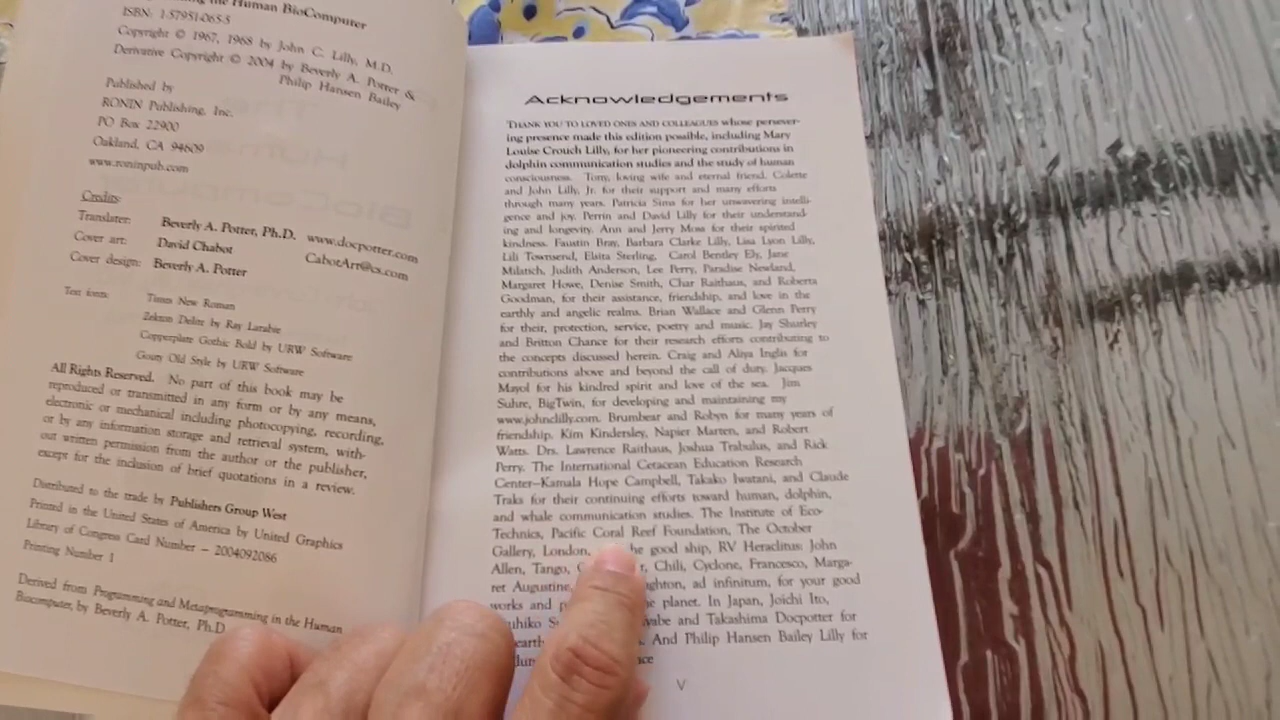 the Human BioComputer
ISBN: 1-57951-065-5
Copyright © 1967, 1968 by John C. Lilly, M.D.
Derivative Copyright © 2004 by Beverly A. Potter &
Philip Hansen Bailey
Published by
RONIN Publishing, Inc.
PO Box 22900
Oakland, CA 94609
www.roninpub.com
Credits:
Translater: Beverly A. Potter, Ph.D. www.docpotter.com
Cover art: David Chabot CabotArt@cs.com
Cover design: Beverly A. Potter
Text fonts: Times New Roman
Zekton Delite by Ray Larabie
Copperplate Gothic Bold by URW Software
Goudy Old Style by URW Software
All Rights Reserved. No part of this book may be
reproduced or transmitted in any form or by any means,
electronic or mechanical including photocopying, recording,
or by any information storage and retrieval system, with-
out written permission from the author or the publisher,
except for the inclusion of brief quotations in a review.
Distributed to the trade by Publishers Group West
Printed in the United States of America by United Graphics
Library of Congress Card Number – 2004092086
Printing Number 1
Derived from Programming and Metaprogramming in the Human
Biocomputer, by Beverly A. Potter, Ph.D
Acknowledgements
THANK YOU TO LOVED ONES AND COLLEAGUES whose persever-
ing presence made this edition possible, including Mary
Louise Crouch Lilly, for her pioneering contributions in
dolphin communication studies and the study of human
consciousness. Tony, loving wife and eternal friend. Colette
and John Lilly, Jr. for their support and many efforts
through many years. Patricia Sims for her unwavering intelli-
gence and joy. Perrin and David Lilly for their understand-
ing and longevity. Ann and Jerry Moss for their spirited
kindness. Faustin Bray, Barbara Clarke Lilly, Lisa Lyon Lilly,
Lili Townsend, Elsita Sterling, Carol Bentley Ely, Jane
Milatich, Judith Anderson, Lee Perry, Paradise Newland,
Margaret Howe, Denise Smith, Char Raithaus, and Roberta
Goodman, for their assistance, friendship, and love in the
earthly and angelic realms. Brian Wallace and Glenn Perry
for their, protection, service, poetry and music. Jay Shurley
and Britton Chance for their research efforts contributing to
the concepts discussed herein. Craig and Aliya Inglis for
contributions above and beyond the call of duty. Jacques
Mayol for his kindred spirit and love of the sea. Jim
Suhre, BigTwin, for developing and maintaining my
www.johnclilly.com. Brumbear and Robyn for many years of
friendship. Kim Kindersley, Napier Marten, and Robert
Watts. Drs. Lawrence Raithaus, Joshua Trabulus, and Rick
Perry. The International Cetacean Education Research
Center–Kamala Hope Campbell, Takako Iwatani, and Claude
Traks for their continuing efforts toward human, dolphin,
and whale communication studies. The Institute of Eco-
Technics, Pacific Coral Reef Foundation, The October
Gallery, London, he good ship, RV Heraclitus: John
Allen, Tango, Chili, Cyclone, Francesco, Marga-
ret Augustine, ad infinitum, for your good
works and planet. In Japan, Joichi Ito,
and Takashima Docpotter for
And Philip Hansen Bailey Lilly for
V